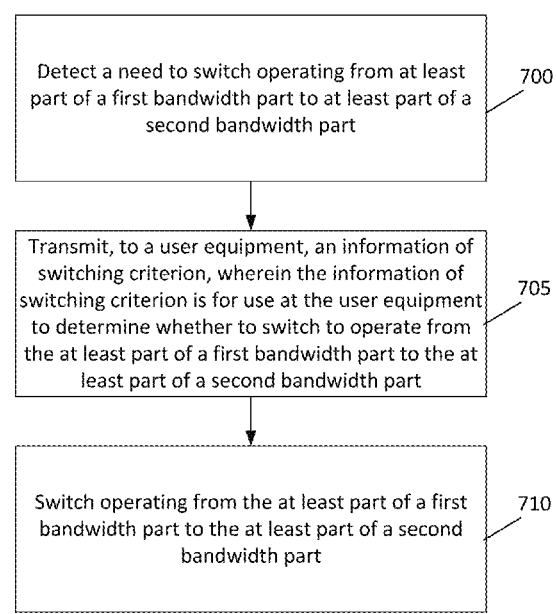 Detect a need to switch operating from at least
part of a first bandwidth part to at least part of a
second bandwidth part
700
Transmit, to a user equipment, an information of
switching criterion, wherein the information of
switching criterion is for use at the user equipment
to determine whether to switch to operate from
the at least part of a first bandwidth part to the at
least part of a second bandwidth part
705
Switch operating from the at least part of a first
bandwidth part to the at least part of a second
bandwidth part
710